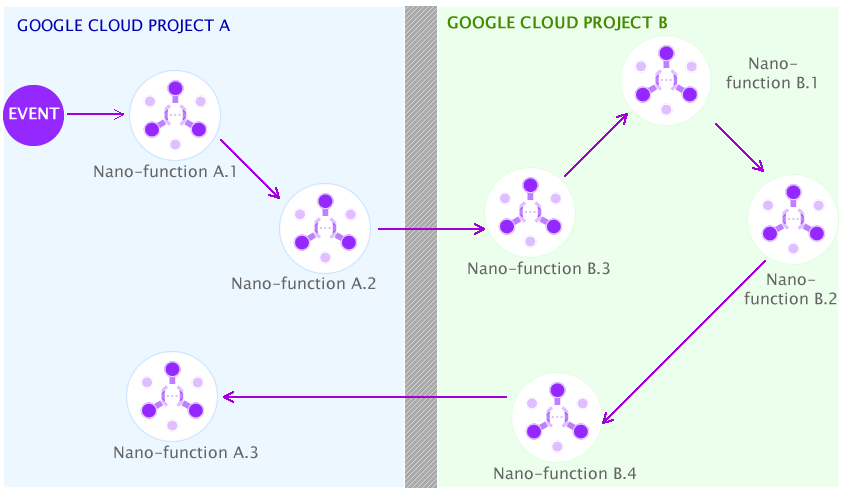 GOOGLE CLOUD PROJECT A
EVENT
Nano-function A.1
Nano-function A.2
Nano-function A.3
GOOGLE CLOUD PROJECT B
Nano-
function B.1
Nano-function B.3
Nano-
function B.2
Nano-function B.4